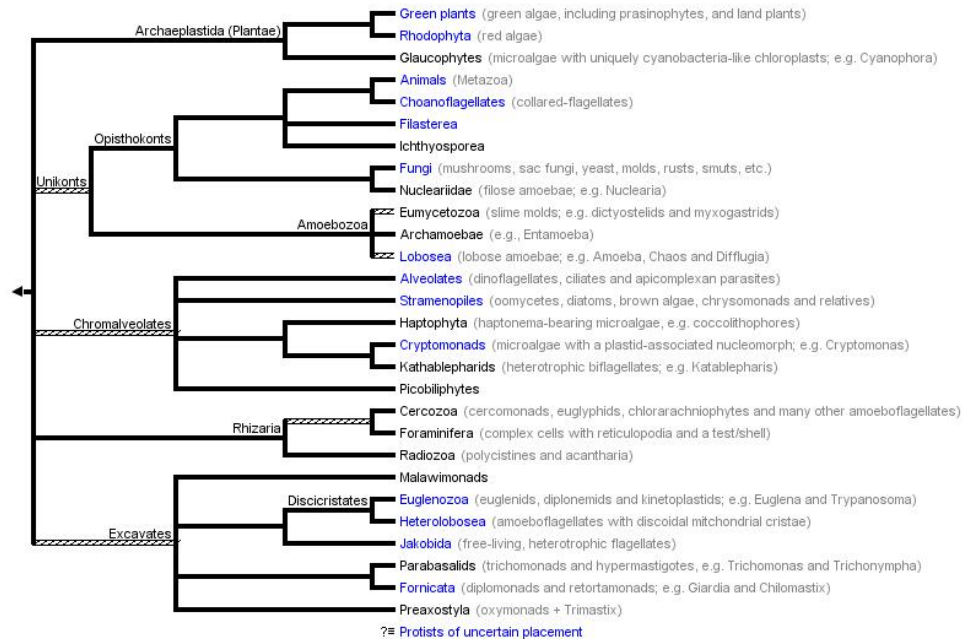 Archaeplastida (Plantae)
Green plants (green algae, including prasinophytes, and land plants)
Rhodophyta (red algae)
Glaucophytes (microalgae with uniquely cyanobacteria-like chloroplasts; e.g. Cyanophora)
Animals (Metazoa)
Choanoflagellates (collared-flagellates)
Filasterea
Opisthokonts
Ichthyosporea
Fungi (mushrooms, sac fungi, yeast, molds, rusts, smuts, etc.)
Unikonts
Nucleariidae (filose amoebae; e.g. Nuclearia)
Eumycetozoa (slime molds; e.g. dictyostelids and myxogastrids)
Amoebozoa
Archamoebae (e.g., Entamoeba)
Lobosea (lobose amoebae; e.g. Amoeba, Chaos and Difflugia)
Alveolates (dinoflagellates, ciliates and apicomplexan parasites)
Stramenopiles (oomycetes, diatoms, brown algae, chrysomonads and relatives)
Chromalveolates
Haptophyta (haptonema-bearing microalgae, e.g. coccolithophores)
Cryptomonads (microalgae with a plastid-associated nucleomorph; e.g. Cryptomonas)
Kathablepharids (heterotrophic biflagellates; e.g. Katablepharis)
Picobiliphytes
Cercozoa (cercomonads, euglyphids, chlorarachniophytes and many other amoeboflagellates)
Rhizaria
Foraminifera (complex cells with reticulopodia and a test/shell)
Radiozoa (polycistines and acantharia)
Malawimonads
Discicristates
Euglenozoa (euglenids, diplonemids and kinetoplastids; e.g. Euglena and Trypanosoma)
Heterolobosea (amoeboflagellates with discoidal mitchondrial cristae)
Excavates
Jakobida (free-living, heterotrophic flagellates)
Parabasalids (trichomonads and hypermastigotes, e.g. Trichomonas and Trichonympha)
Fornicata (diplomonads and retortamonads; e.g. Giardia and Chilomastix)
Preaxostyla (oxymonads + Trimastix)
?≡ Protists of uncertain placement